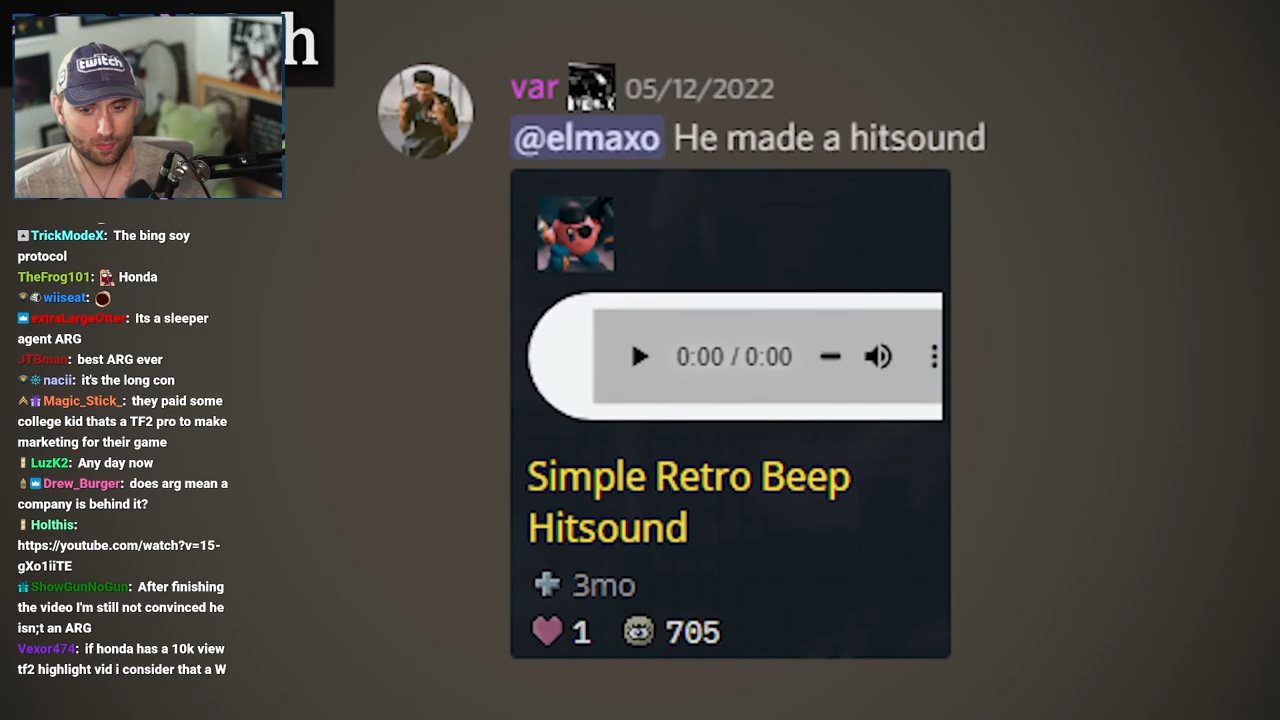 h
twitch
var 05/12/2022
@elmaxo He made a hitsound
0:00 / 0:00
Simple Retro Beep
Hitsound
3mo
1 705
TrickModeX: The bing soy
protocol
TheFrog101: Honda
wiiseat:
extraLargeOtter: Its a sleeper
agent ARG
JTBman: best ARG ever
nacii: it's the long con
Magic_Stick_: they paid some
college kid thats a TF2 pro to make
marketing for their game
LuzK2: Any day now
Drew_Burger: does arg mean a
company is behind it?
Holthis:
https://youtube.com/watch?v=15-
gXo1iiTE
ShowGunNoGun: After finishing
the video I'm still not convinced he
isn;t an ARG
Vexor474: if honda has a 10k view
tf2 highlight vid i consider that a W